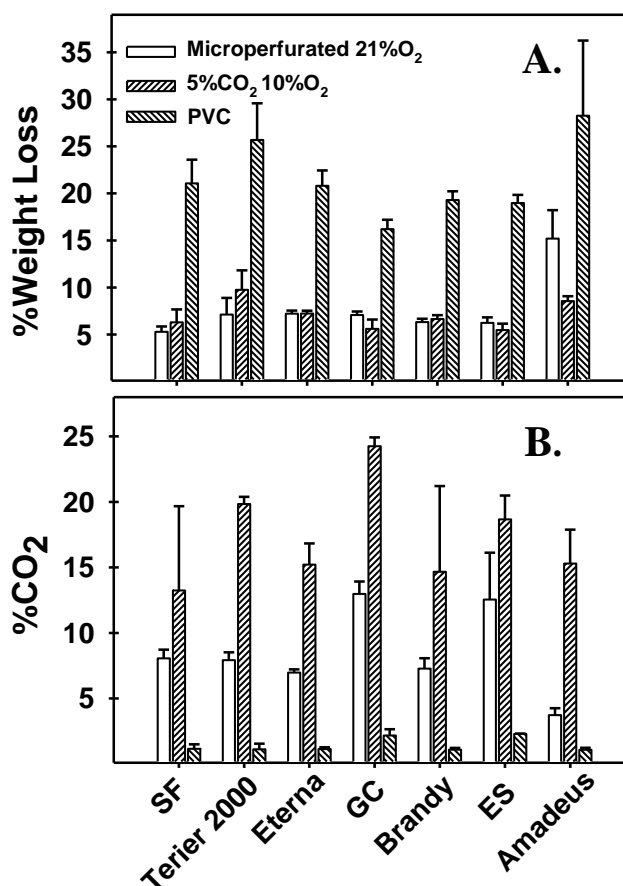 Microperfurated 21%O₂
5%CO₂ 10%O₂
PVC
A.
%Weight Loss
35
30
25
20
15
10
5
B.
%CO₂
25
20
15
10
5
SF
Terier 2000
Eterna
GC
Brandy
ES
Amadeus